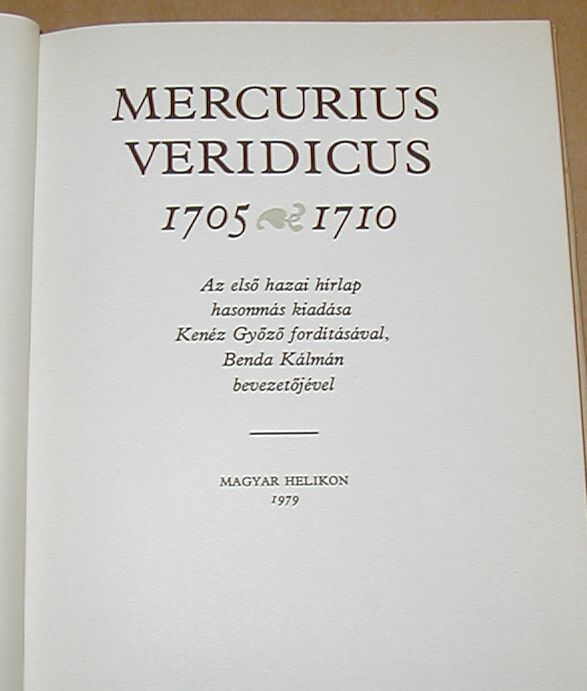 MERCURIUS
VERIDICUS
1705 1710
Az első hazai hírlap
hasonmás kiadása
Kenéz Győző fordításával,
Benda Kálmán
bevezetőjével
MAGYAR HELIKON
1979